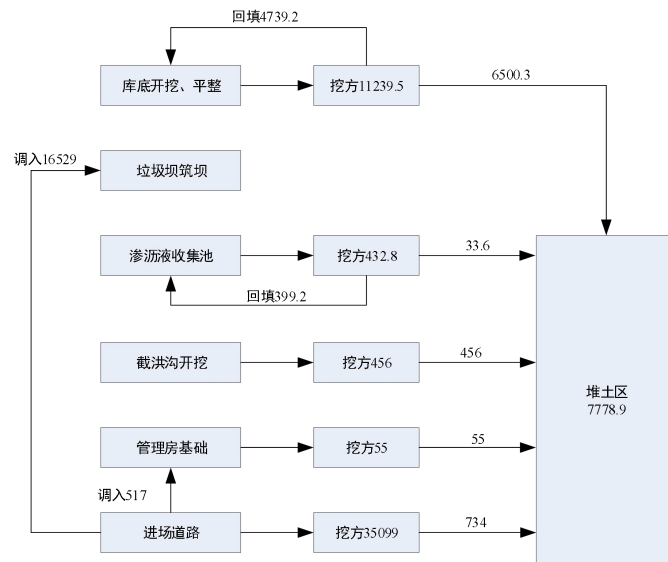 回填4739.2
库底开挖、平整
挖方11239.5
6500.3
调入16529
垃圾坝筑坝
渗沥液收集池
挖方432.8
33.6
回填399.2
截洪沟开挖
挖方456
456
堆土区
7778.9
管理房基础
挖方55
55
调入517
进场道路
挖方35099
734